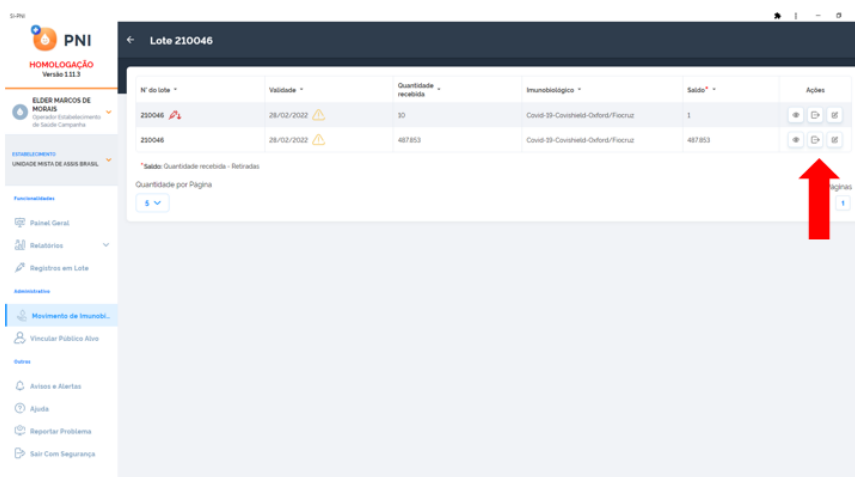 SI-PNI
PNI
HOMOLOGAÇÃO
Versão 1.11.3
ELDER MARCOS DE
MORAIS
Operador Estabelecimento
de Saúde Campanha
ESTABELECIMENTO
UNIDADE MISTA DE ASSIS BRASIL
Funcionalidades
Painel Geral
Relatórios
Registros em Lote
Administrativo
Movimento de Imunobi...
Vincular Público Alvo
Outros
Avisos e Alertas
Ajuda
Reportar Problema
Sair Com Segurança
Lote 210046
N° do lote Validade Quantidade recebida Imunobiológico Saldo* Ações
210046 28/02/2022 10 Covid-19-Covishield-Oxford/Fiocruz 1
210046 28/02/2022 487.853 Covid-19-Covishield-Oxford/Fiocruz 487.853
*Saldo: Quantidade recebida - Retiradas
Quantidade por Página
5
1